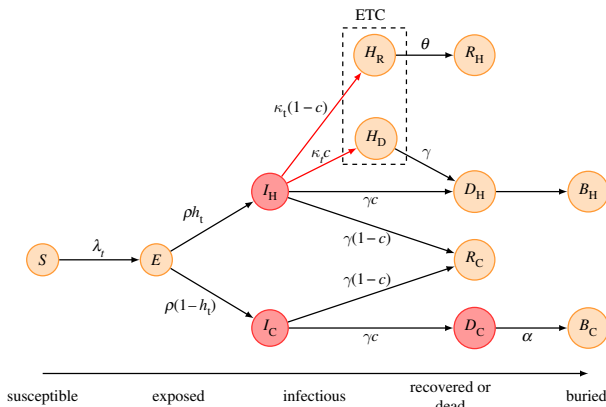 ETC
H_R
θ
R_H
κ_t(1-c)
H_D
κ_t c
γ
I_H
γc
D_H
B_H
ρh_t
γ(1-c)
S
λ_t
E
R_C
γ(1-c)
ρ(1-h_t)
I_C
γc
D_C
α
B_C
susceptible
exposed
infectious
recovered or
dead
buried